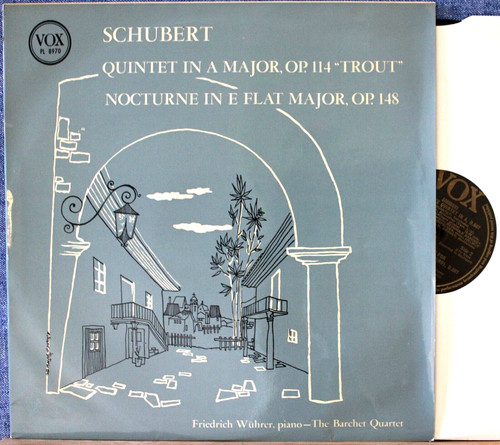 VOX
PL 8970
SCHUBERT
QUINTET IN A MAJOR, OP. 114 "TROUT"
NOCTURNE IN E FLAT MAJOR, OP. 148
Friedrich Wührer, piano—The Barchet Quartet
VOX